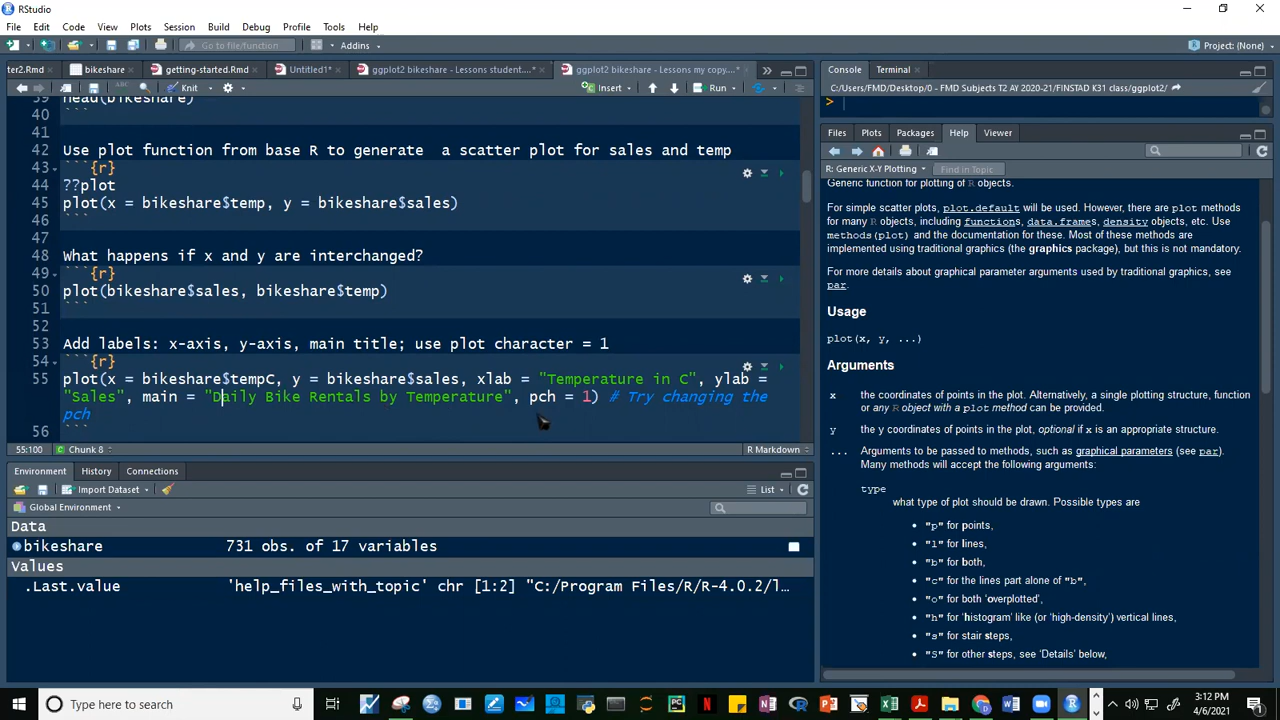 RStudio
File Edit Code View Plots Session Build Debug Profile Tools Help
Go to file/function Addins Project: (None)
ter2.Rmd bikeshare getting-started.Rmd Untitled1* ggplot2 bikeshare - Lessons student...* ggplot2 bikeshare - Lessons my copy....*
Knit Insert Run
39 head(bikeshare)
40 ```
41
42 Use plot function from base R to generate  a scatter plot for sales and temp
43 ```{r}
44 ??plot
45 plot(x = bikeshare$temp, y = bikeshare$sales)
46 ```
47
48 What happens if x and y are interchanged?
49 ```{r}
50 plot(bikeshare$sales, bikeshare$temp)
51 ```
52
53 Add labels: x-axis, y-axis, main title; use plot character = 1
54 ```{r}
55 plot(x = bikeshare$tempC, y = bikeshare$sales, xlab = "Temperature in C", ylab =
"Sales", main = "Daily Bike Rentals by Temperature", pch = 1) # Try changing the
pch
56 ```
55:100 Chunk 8 R Markdown
Environment History Connections
Import Dataset List
Global Environment
Data
bikeshare 731 obs. of 17 variables
Values
.Last.value 'help_files_with_topic' chr [1:2] "C:/Program Files/R/R-4.0.2/l…
Console Terminal
C:/Users/FMD/Desktop/0 - FMD Subjects T2 AY 2020-21/FINSTAD K31 class/ggplot2/
>
Files Plots Packages Help Viewer
R: Generic X-Y Plotting Find in Topic
Generic function for plotting of R objects.
For simple scatter plots, plot.default will be used. However, there are plot methods
for many R objects, including functions, data.frames, density objects, etc. Use
methods(plot) and the documentation for these. Most of these methods are
implemented using traditional graphics (the graphics package), but this is not mandatory.
For more details about graphical parameter arguments used by traditional graphics, see
par.
Usage
plot(x, y, ...)
Arguments
x the coordinates of points in the plot. Alternatively, a single plotting structure, function
or any R object with a plot method can be provided.
y the y coordinates of points in the plot, optional if x is an appropriate structure.
... Arguments to be passed to methods, such as graphical parameters (see par).
Many methods will accept the following arguments:
type
what type of plot should be drawn. Possible types are
• "p" for points,
• "l" for lines,
• "b" for both,
• "c" for the lines part alone of "b",
• "o" for both ‘overplotted’,
• "h" for ‘histogram’ like (or ‘high-density’) vertical lines,
• "s" for stair steps,
• "S" for other steps, see ‘Details’ below,
Type here to search
3:12 PM
4/6/2021